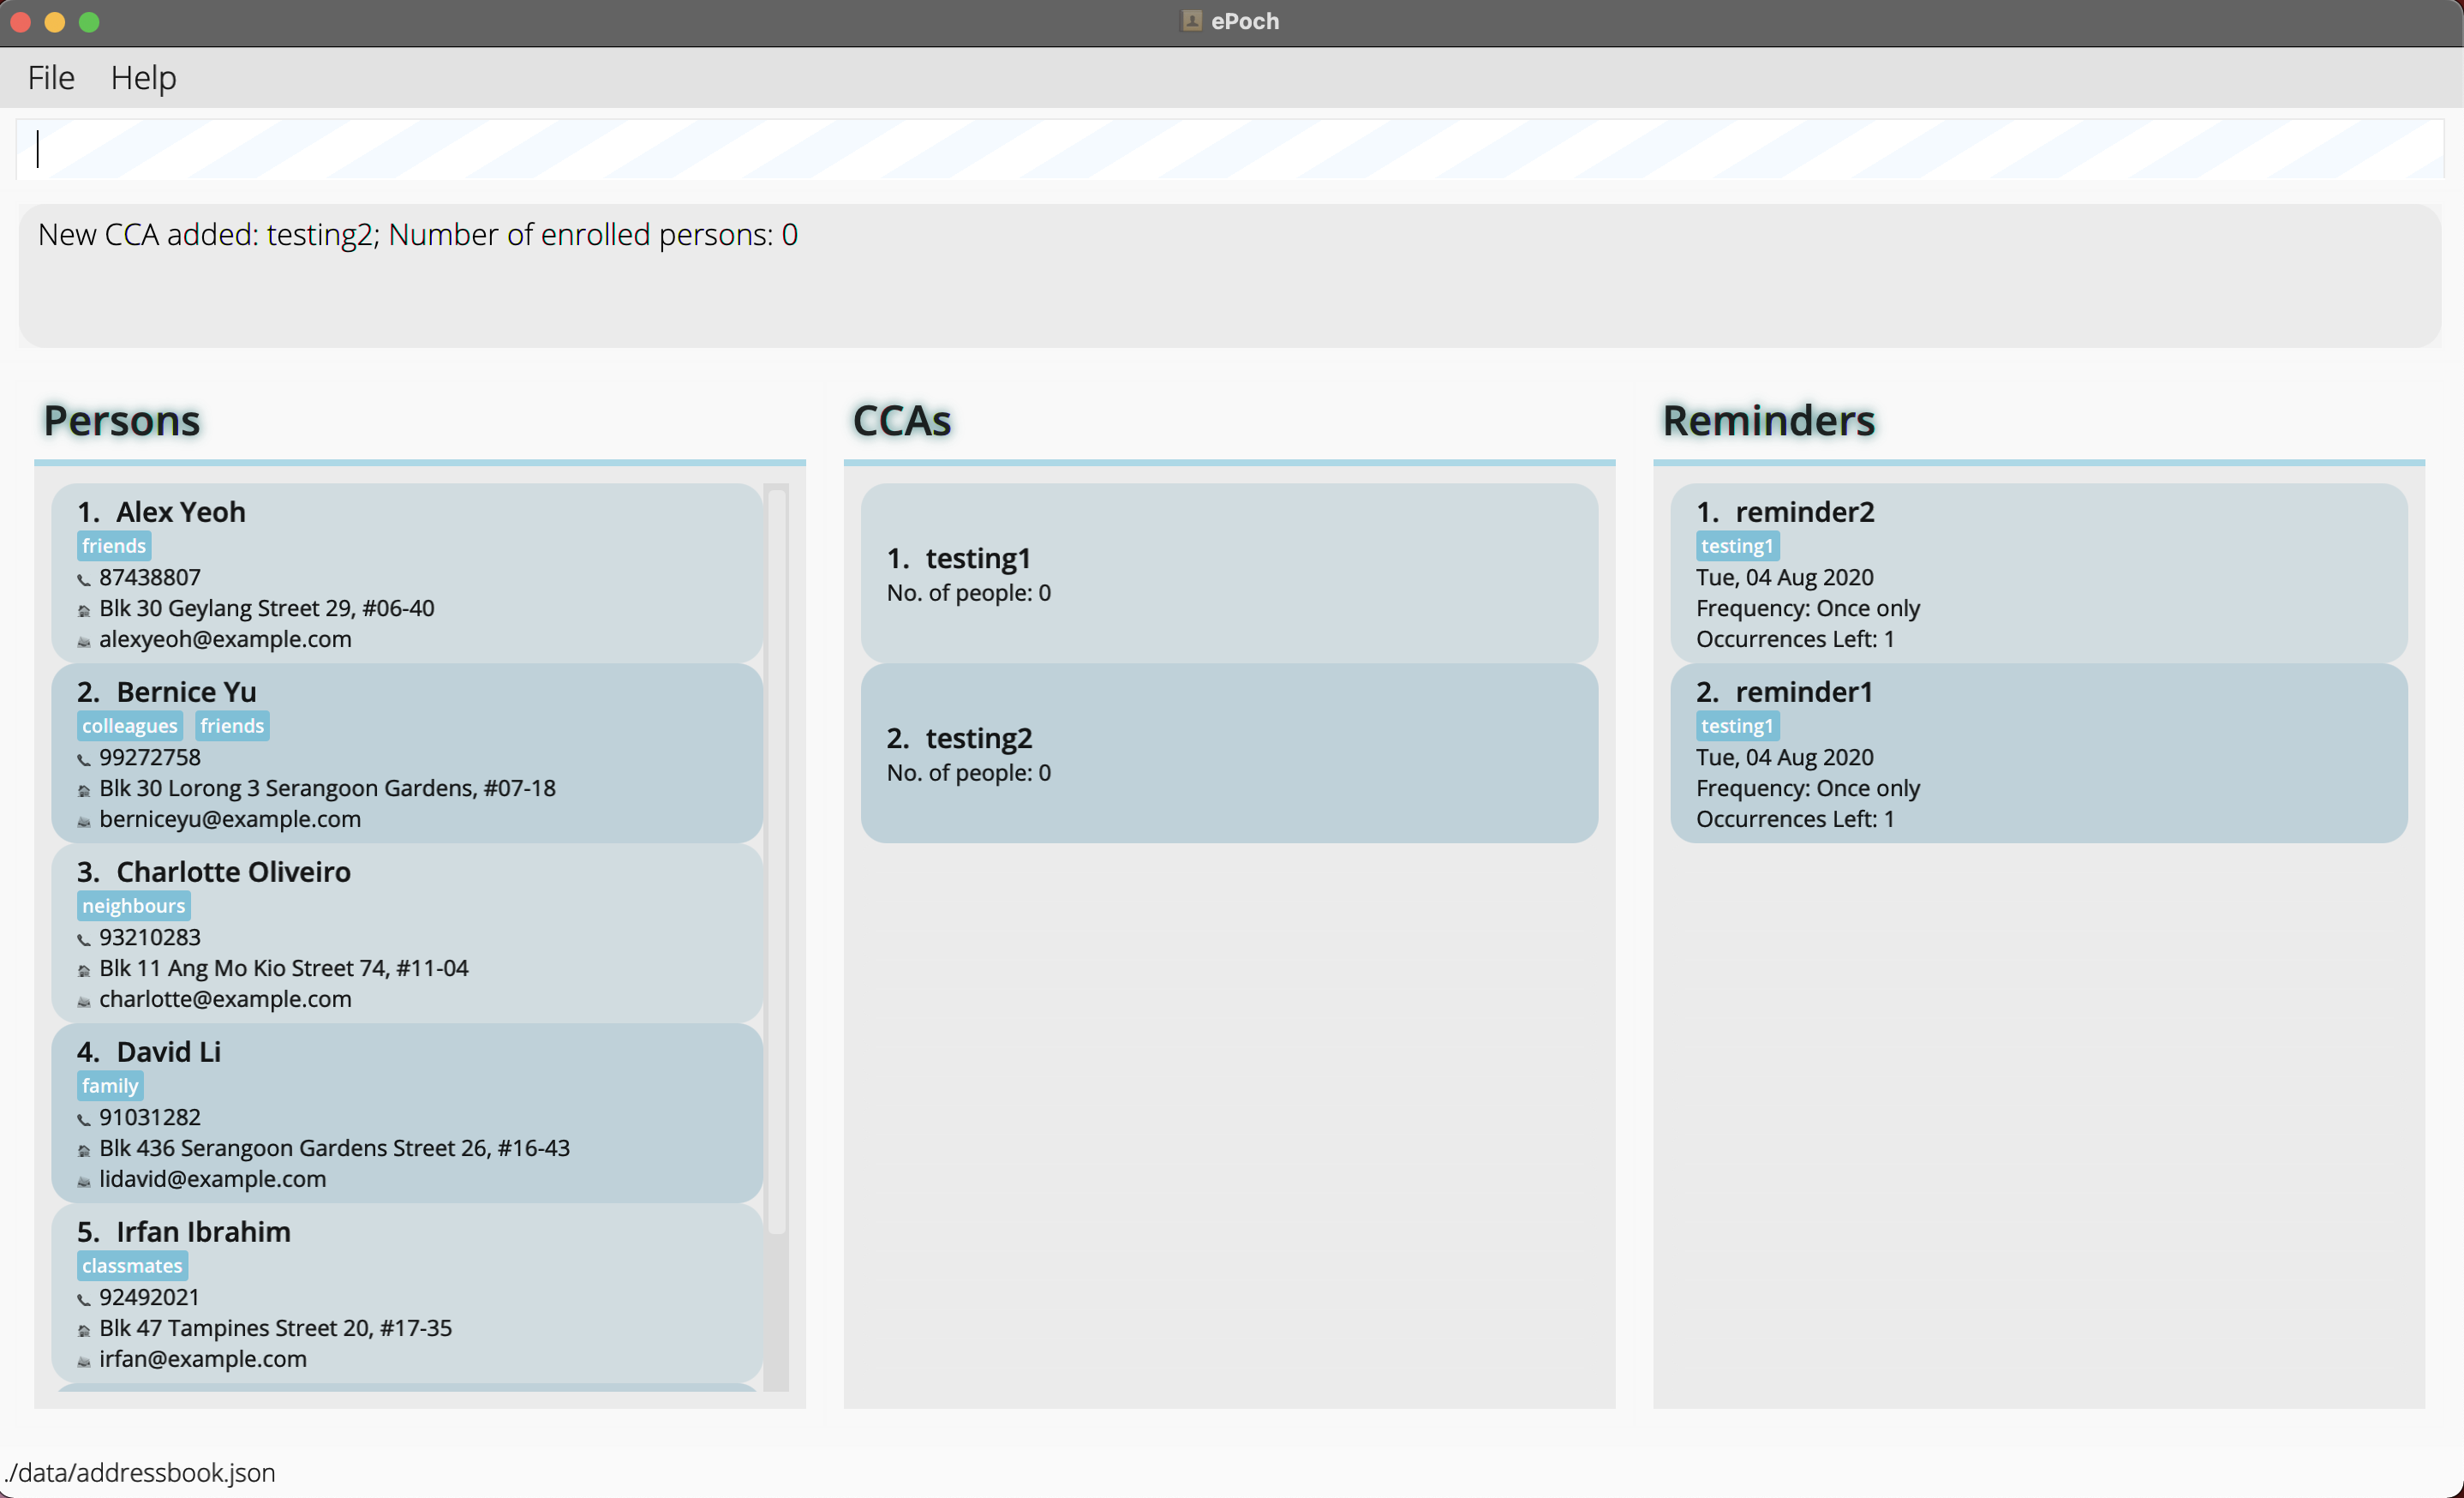 ePoch
File Help
New CCA added: testing2; Number of enrolled persons: 0
Persons
1. Alex Yeoh
friends
87438807
Blk 30 Geylang Street 29, #06-40
alexyeoh@example.com
2. Bernice Yu
colleagues friends
99272758
Blk 30 Lorong 3 Serangoon Gardens, #07-18
berniceyu@example.com
3. Charlotte Oliveiro
neighbours
93210283
Blk 11 Ang Mo Kio Street 74, #11-04
charlotte@example.com
4. David Li
family
91031282
Blk 436 Serangoon Gardens Street 26, #16-43
lidavid@example.com
5. Irfan Ibrahim
classmates
92492021
Blk 47 Tampines Street 20, #17-35
irfan@example.com
CCAs
1. testing1
No. of people: 0
2. testing2
No. of people: 0
Reminders
1. reminder2
testing1
Tue, 04 Aug 2020
Frequency: Once only
Occurrences Left: 1
2. reminder1
testing1
Tue, 04 Aug 2020
Frequency: Once only
Occurrences Left: 1
./data/addressbook.json